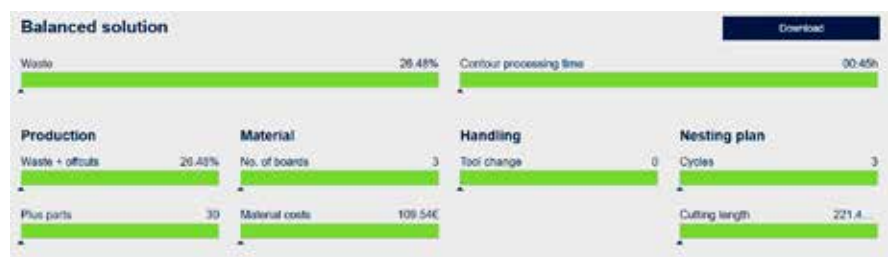 Balanced solution Download
Waste 26.48% Contour processing time 00:45h
Production Material Handling Nesting plan
Waste + offcuts 26.48% No. of boards 3 Tool change 0 Cycles 3
Plus parts 30 Material costs 109.54€ Cutting length 221.4...